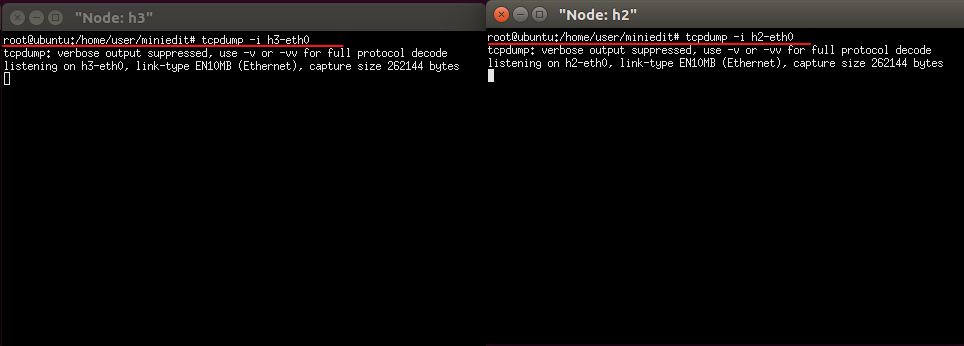 "Node: h3"
root@ubuntu:/home/user/miniedit# tcpdump -i h3-eth0
tcpdump: verbose output suppressed, use -v or -vv for full protocol decode
listening on h3-eth0, link-type EN10MB (Ethernet), capture size 262144 bytes
"Node: h2"
root@ubuntu:/home/user/miniedit# tcpdump -i h2-eth0
tcpdump: verbose output suppressed, use -v or -vv for full protocol decode
listening on h2-eth0, link-type EN10MB (Ethernet), capture size 262144 bytes